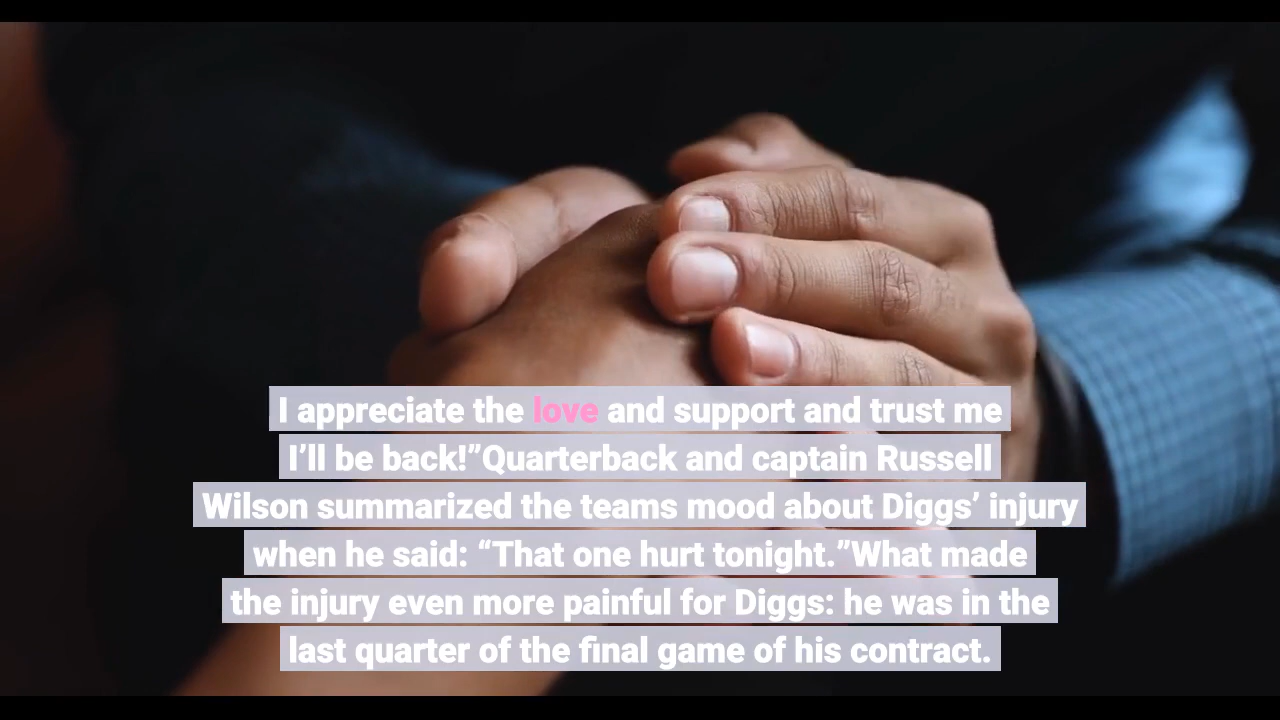 I appreciate the love and support and trust me
I’ll be back!”Quarterback and captain Russell
Wilson summarized the teams mood about Diggs’ injury
when he said: “That one hurt tonight.”What made
the injury even more painful for Diggs: he was in the
last quarter of the final game of his contract.